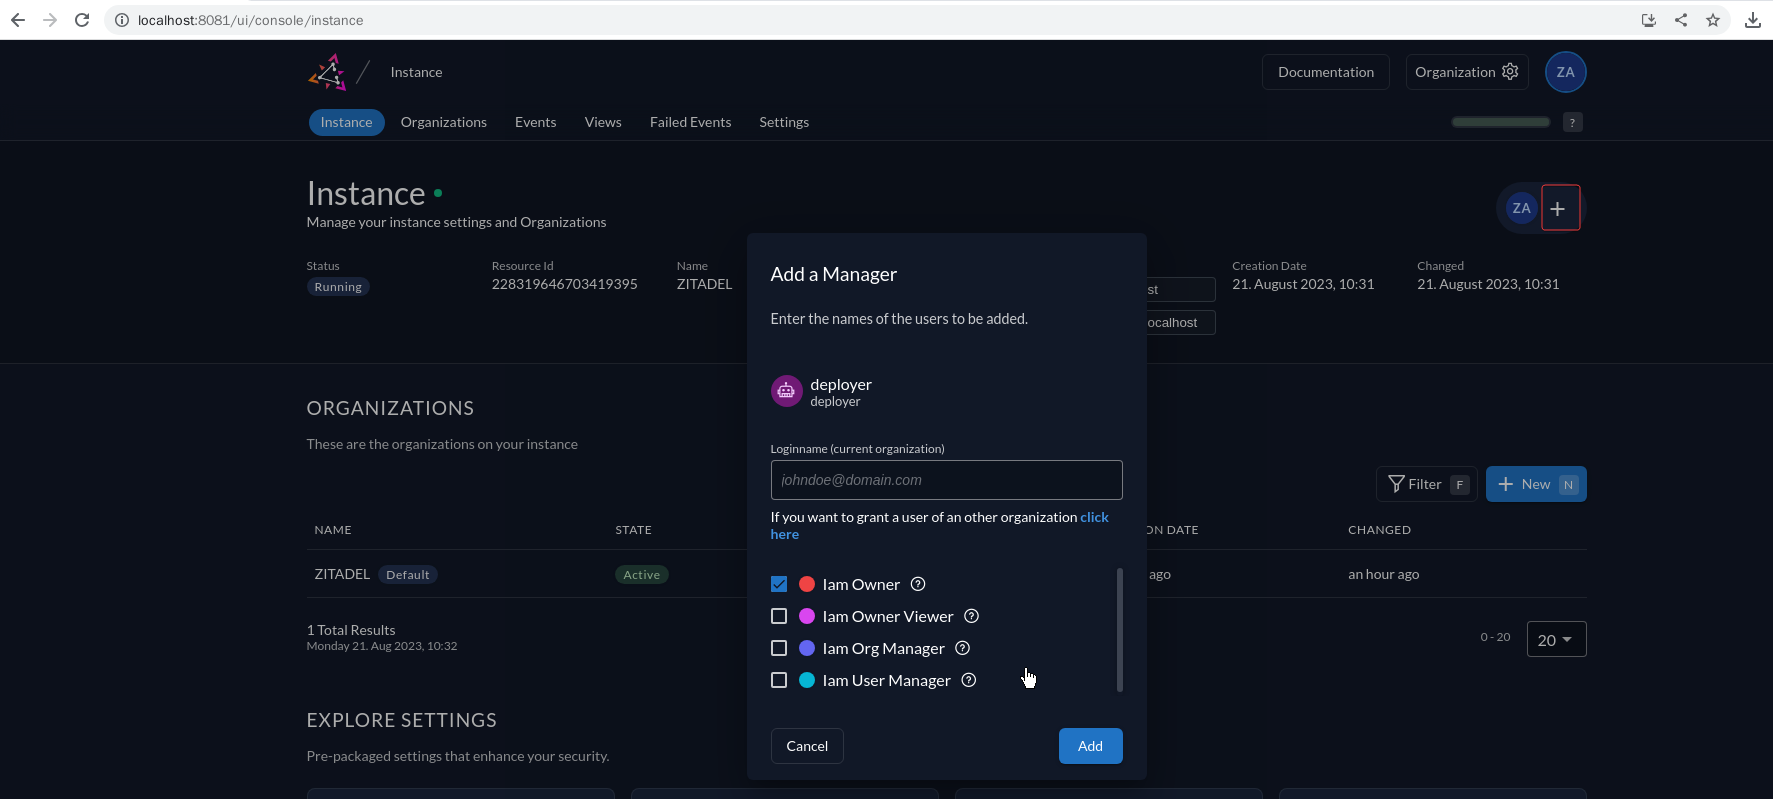 localhost:8081/ui/console/instance
Instance
Documentation
Organization
ZA
Instance
Organizations
Events
Views
Failed Events
Settings
?
Instance
Manage your instance settings and Organizations
ZA
Status
Running
Resource Id
228319646703419395
Name
ZITADEL
st
ocalhost
Creation Date
21. August 2023, 10:31
Changed
21. August 2023, 10:31
Add a Manager
Enter the names of the users to be added.
deployer
deployer
Loginname (current organization)
johndoe@domain.com
If you want to grant a user of an other organization click
here
Iam Owner
Iam Owner Viewer
Iam Org Manager
Iam User Manager
Cancel
Add
ORGANIZATIONS
These are the organizations on your instance
Filter F
New N
NAME
STATE
ON DATE
CHANGED
ZITADEL Default
Active
ago
an hour ago
1 Total Results
Monday 21. Aug 2023, 10:32
0 - 20
20
EXPLORE SETTINGS
Pre-packaged settings that enhance your security.